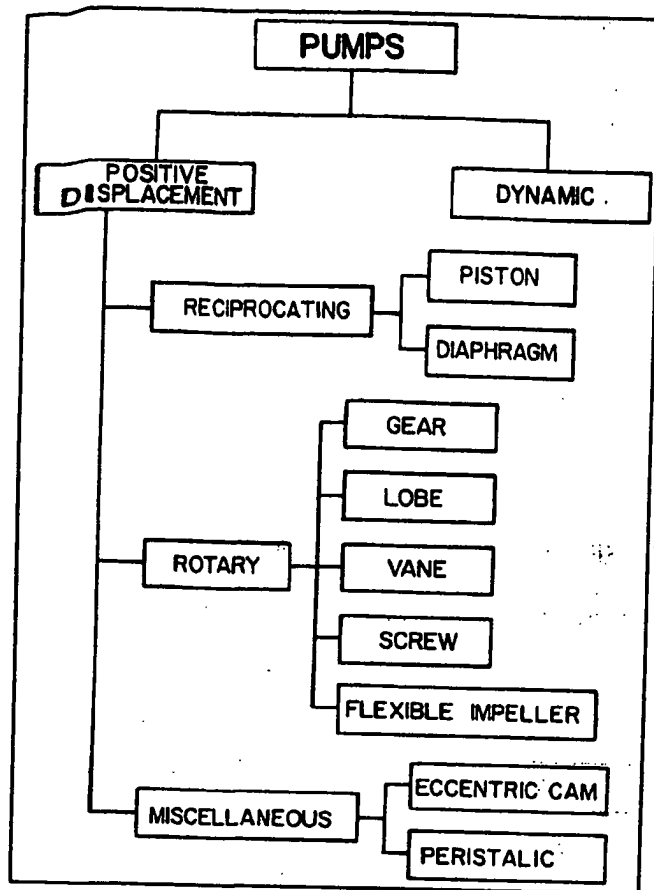 PUMPS
POSITIVE
DISPLACEMENT
DYNAMIC .
RECIPROCATING
PISTON
DIAPHRAGM
GEAR
LOBE
ROTARY
VANE
SCREW
FLEXIBLE IMPELLER
MISCELLANEOUS
ECCENTRIC CAM
PERISTALIC